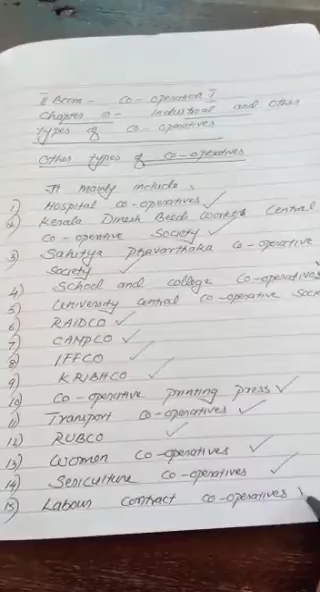 II Bcom - Co-operation I
Chapter III - Industrial and Other
types of Co-operatives
Other types of co-operatives
It mainly include,
1) Hospital co-operatives ✓
2) Kerala Dinesh Beedi workers Central
Co-operative Society ✓
3) Sahitya Pravarthaka Co-operative
Society ✓
4) School and college Co-operatives ✓
5) University Central co-operative
6) RAIDCO ✓
7) CAMPCO ✓
8) IFFCO ✓
9) KRIBHCO ✓
10) Co-operative printing press ✓
11) Transport Co-operatives ✓
12) RUBCO ✓
13) Women Co-operatives ✓
14) Sericulture Co-operatives ✓
15) Labour Contract Co-operatives